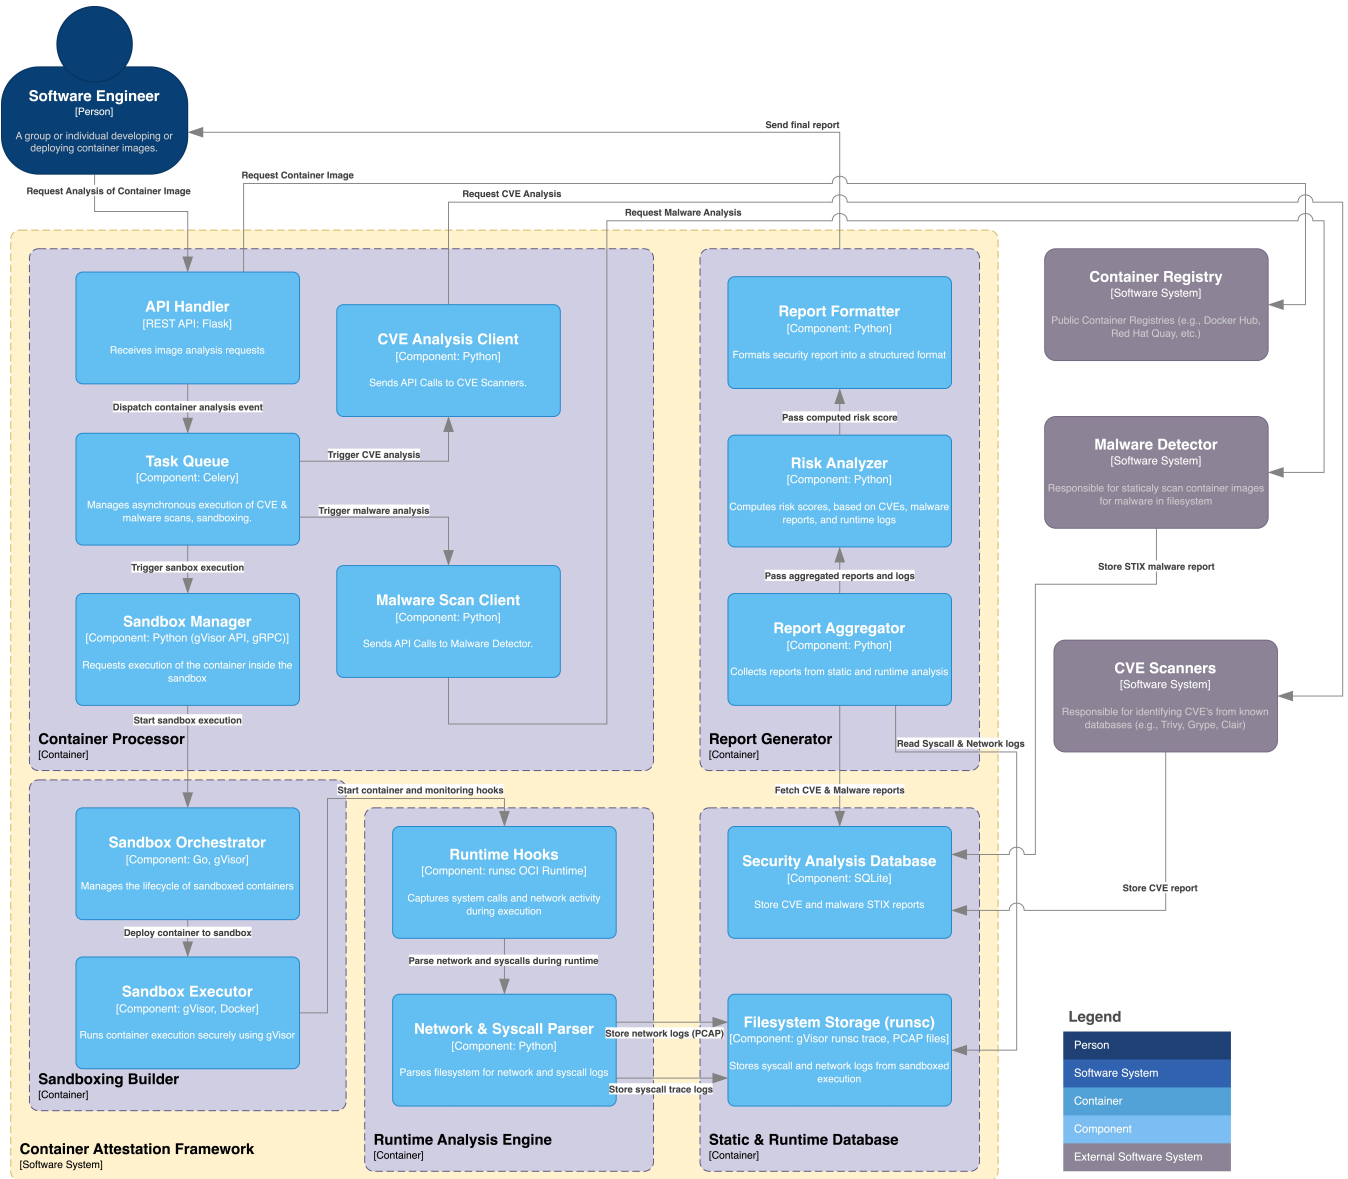 Software Engineer
[Person]
A group or individual developing or
deploying container images.
Send final report
Request Analysis of Container Image
Request Container Image
Request CVE Analysis
Request Malware Analysis
API Handler
[REST API: Flask]
Receives image analysis requests
CVE Analysis Client
[Component: Python]
Sends API Calls to CVE Scanners.
Dispatch container analysis event
Task Queue
[Component: Celery]
Manages asynchronous execution of CVE &
malware scans, sandboxing.
Trigger CVE analysis
Trigger malware analysis
Trigger sanbox execution
Sandbox Manager
[Component: Python (gVisor API, gRPC)]
Requests execution of the container inside the
sandbox
Malware Scan Client
[Component: Python]
Sends API Calls to Malware Detector.
Start sandbox execution
Container Processor
[Container]
Report Formatter
[Component: Python]
Formats security report into a structured format
Pass computed risk score
Risk Analyzer
[Component: Python]
Computes risk scores, based on CVEs, malware
reports, and runtime logs
Pass aggregated reports and logs
Report Aggregator
[Component: Python]
Collects reports from static and runtime analysis
Report Generator
[Container]
Read Syscall & Network logs
Fetch CVE & Malware reports
Container Registry
[Software System]
Public Container Registries (e.g., Docker Hub,
Red Hat Quay, etc.)
Malware Detector
[Software System]
Responsible for staticaly scan container images
for malware in filesystem
Store STIX malware report
CVE Scanners
[Software System]
Responsible for identifying CVE's from known
databases (e.g., Trivy, Grype, Clair)
Store CVE report
Sandbox Orchestrator
[Component: Go, gVisor]
Manages the lifecycle of sandboxed containers
Deploy container to sandbox
Sandbox Executor
[Component: gVisor, Docker]
Runs container execution securely using gVisor
Sandboxing Builder
[Container]
Start container and monitoring hooks
Runtime Hooks
[Component: runsc OCI Runtime]
Captures system calls and network activity
during execution
Parse network and syscalls during runtime
Network & Syscall Parser
[Component: Python]
Parses filesystem for network and syscall logs
Store network logs (PCAP)
Store syscall trace logs
Runtime Analysis Engine
[Container]
Security Analysis Database
[Component: SQLite]
Store CVE and malware STIX reports
Filesystem Storage (runsc)
[Component: gVisor runsc trace, PCAP files]
Stores syscall and network logs from sandboxed
execution
Static & Runtime Database
[Container]
Container Attestation Framework
[Software System]
Legend
Person
Software System
Container
Component
External Software System